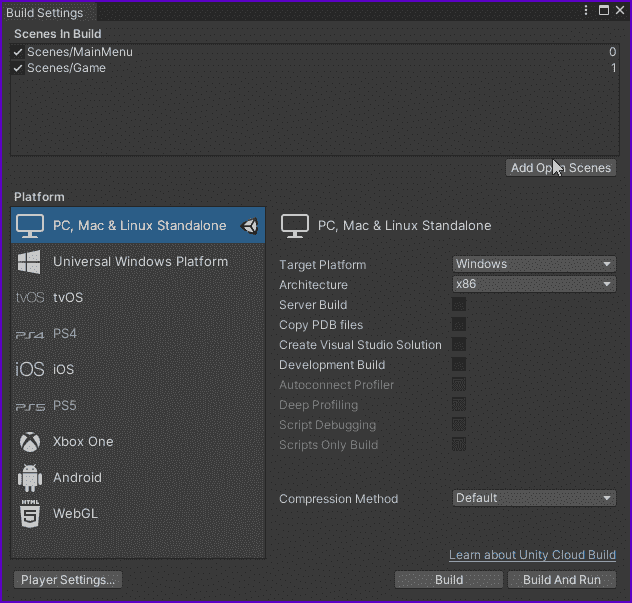 Build Settings
Scenes In Build
Scenes/MainMenu 0
Scenes/Game 1
Add Open Scenes
Platform
PC, Mac & Linux Standalone
Universal Windows Platform
tvOS tvOS
PS4 PS4
iOS iOS
PS5 PS5
Xbox One
Android
HTML 5 WebGL
PC, Mac & Linux Standalone
Target Platform Windows
Architecture x86
Server Build
Copy PDB files
Create Visual Studio Solution
Development Build
Autoconnect Profiler
Deep Profiling
Script Debugging
Scripts Only Build
Compression Method Default
Learn about Unity Cloud Build
Player Settings... Build Build And Run